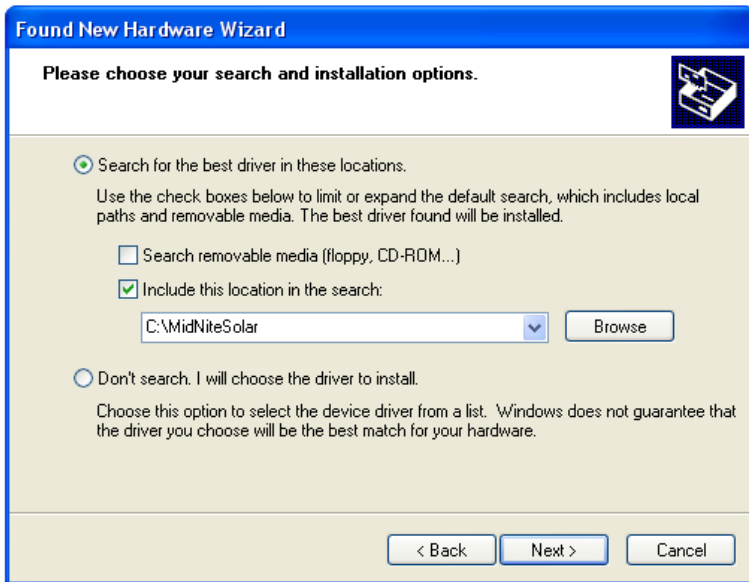 Found New Hardware Wizard
Please choose your search and installation options.
Search for the best driver in these locations.
Use the check boxes below to limit or expand the default search, which includes local
paths and removable media. The best driver found will be installed.
Search removable media (floppy, CD-ROM...)
Include this location in the search:
C:\MidNiteSolar
Browse
Don't search. I will choose the driver to install.
Choose this option to select the device driver from a list. Windows does not guarantee that
the driver you choose will be the best match for your hardware.
< Back Next > Cancel